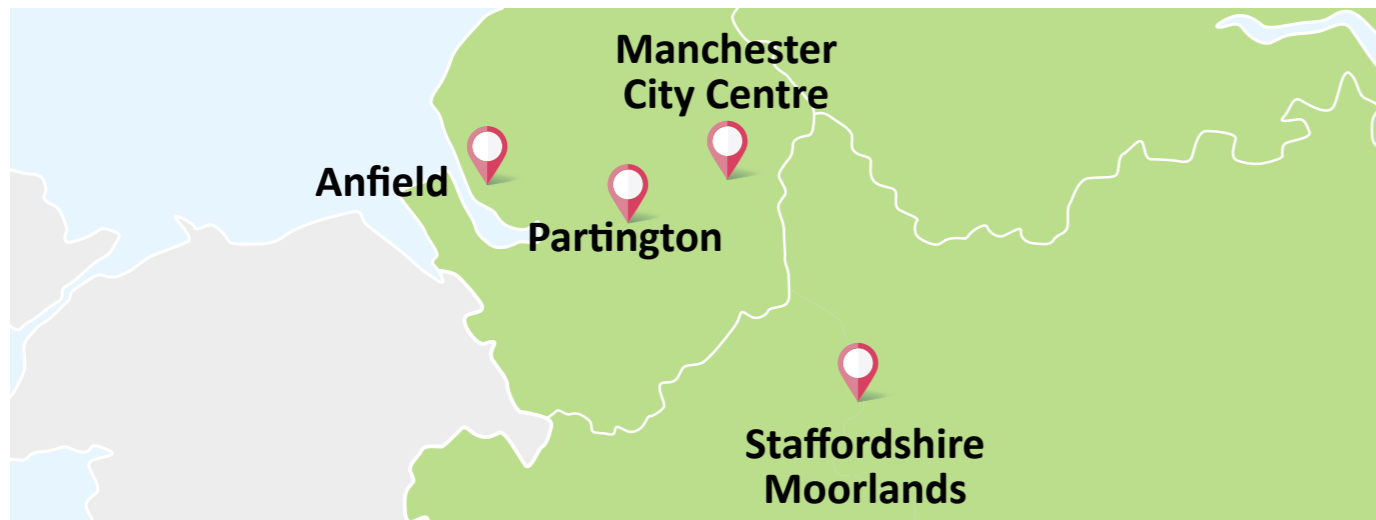 Manchester
City Centre
Anfield
Partington
Staffordshire
Moorlands